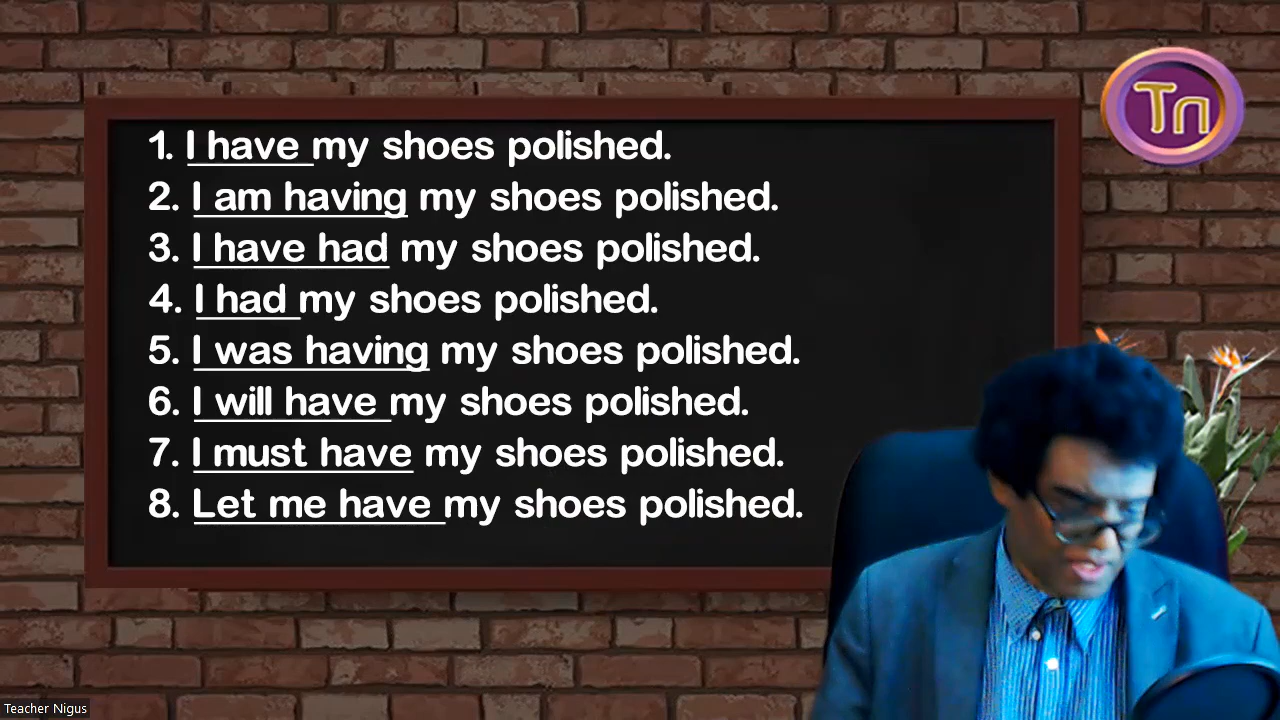 Tn
1. I have my shoes polished.
2. I am having my shoes polished.
3. I have had my shoes polished.
4. I had my shoes polished.
5. I was having my shoes polished.
6. I will have my shoes polished.
7. I must have my shoes polished.
8. Let me have my shoes polished.
Teacher Nigus